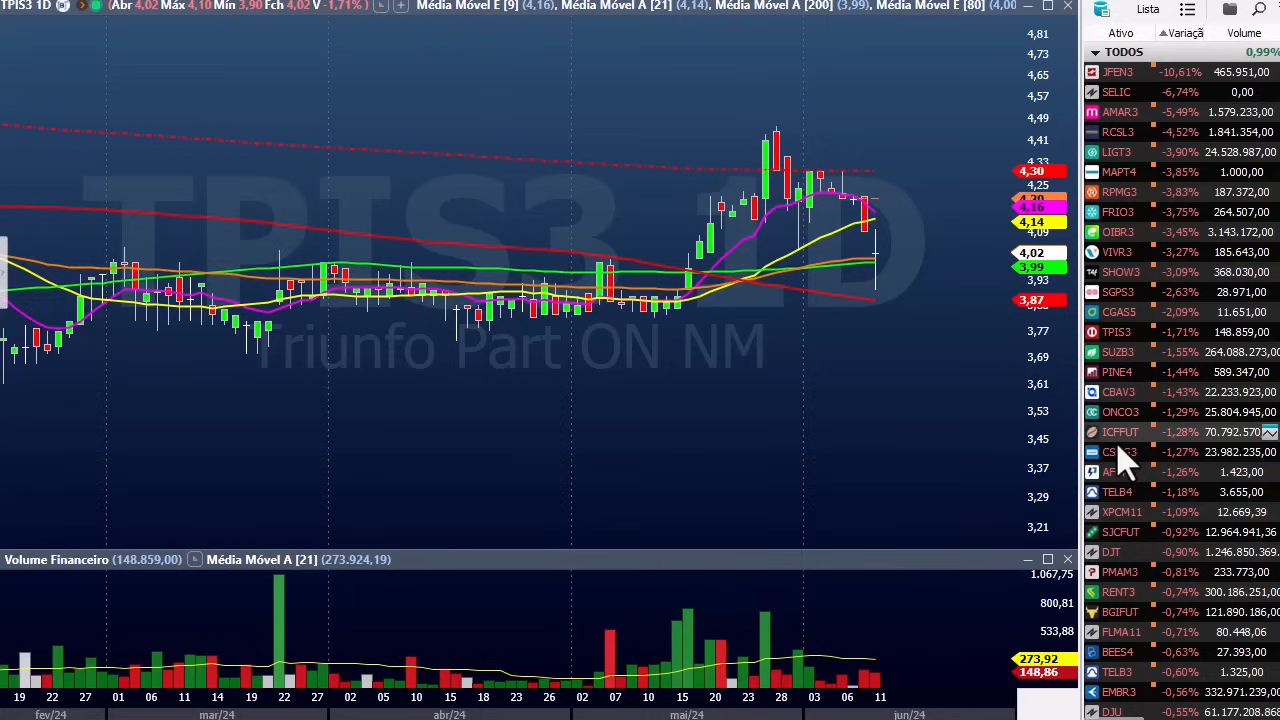 TPIS3 1D (Abr 4,02 Máx 4,10 Mín 3,90 Fch 4,02 V -1,71% ) Média Móvel E [9] (4,16), Média Móvel A [21] (4,14), Média Móvel A [200] (3,99), Média Móvel E [80] (4,00
TPIS3 1D
Triunfo Part ON NM
4,81
4,73
4,65
4,57
4,49
4,41
4,33
4,30
4,25
4,20
4,16
4,14
4,09
4,02
3,99
3,93
3,87
3,77
3,69
3,61
3,53
3,45
3,37
3,29
3,21
Volume Financeiro (148.859,00) Média Móvel A [21] (273.924,19)
1.067,75
800,81
533,88
273,92
148,86
19 22 27 01 06 11 14 19 22 27 01 05 10 15 18 23 26 02 07 10 15 20 23 28 03 06 11
fev/24 mar/24 abr/24 mai/24 jun/24
Lista
Ativo Variaçã Volume
TODOS 0,99%
JFEN3 -10,61% 465.951,00
SELIC -6,74% 0,00
AMAR3 -5,49% 1.579.233,00
RCSL3 -4,52% 1.841.354,00
LIGT3 -3,90% 24.528.987,00
MAPT4 -3,85% 1.000,00
RPMG3 -3,83% 187.372,00
FRIO3 -3,75% 264.507,00
OIBR3 -3,45% 3.143.172,00
VIVR3 -3,27% 185.643,00
SHOW3 -3,09% 368.030,00
SGPS3 -2,63% 28.971,00
CGAS5 -2,09% 11.651,00
TPIS3 -1,71% 148.859,00
SUZB3 -1,55% 264.088.273,00
PINE4 -1,44% 589.347,00
CBAV3 -1,43% 22.233.923,00
ONCO3 -1,29% 25.804.945,00
ICFFUT -1,28% 70.792.570
-1,27% 23.982.235,00
-1,26% 1.423,00
TELB4 -1,18% 3.655,00
XPCM11 -1,09% 12.669,39
SJCFUT -0,92% 12.964.941,36
DJT -0,90% 1.246.850.369,
PMAM3 -0,81% 233.773,00
RENT3 -0,74% 300.186.251,00
BGIFUT -0,74% 121.890.186,00
FLMA11 -0,71% 80.448,06
BEES4 -0,63% 27.393,00
TELB3 -0,60% 1.325,00
EMBR3 -0,56% 332.971.239,00
DJU -0,55% 61.177.208.868